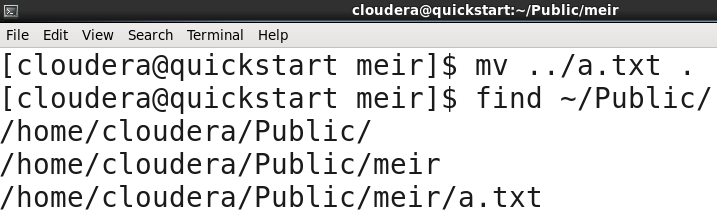 cloudera@quickstart:~/Public/meir
File Edit View Search Terminal Help
[cloudera@quickstart meir]$ mv ../a.txt .
[cloudera@quickstart meir]$ find ~/Public/
/home/cloudera/Public/
/home/cloudera/Public/meir
/home/cloudera/Public/meir/a.txt